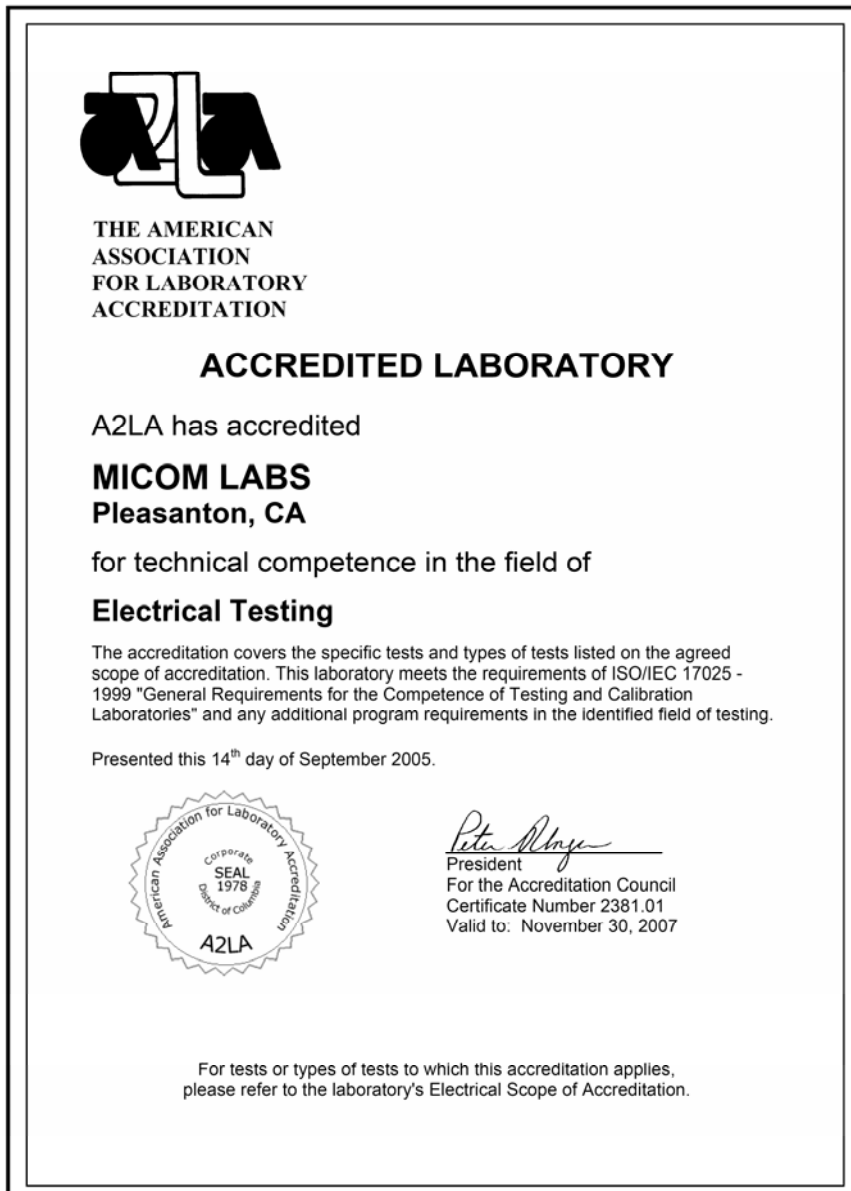 A2LA
THE AMERICAN
ASSOCIATION
FOR LABORATORY
ACCREDITATION
ACCREDITED LABORATORY
A2LA has accredited
MICOM LABS
Pleasanton, CA
for technical competence in the field of
Electrical Testing
The accreditation covers the specific tests and types of tests listed on the agreed
scope of accreditation. This laboratory meets the requirements of ISO/IEC 17025 -
1999 "General Requirements for the Competence of Testing and Calibration
Laboratories" and any additional program requirements in the identified field of testing.
Presented this 14th day of September 2005.
American Association for Laboratory Accreditation
Corporate
SEAL
1978
District of Columbia
A2LA
Peter
President
For the Accreditation Council
Certificate Number 2381.01
Valid to: November 30, 2007
For tests or types of tests to which this accreditation applies,
please refer to the laboratory's Electrical Scope of Accreditation.